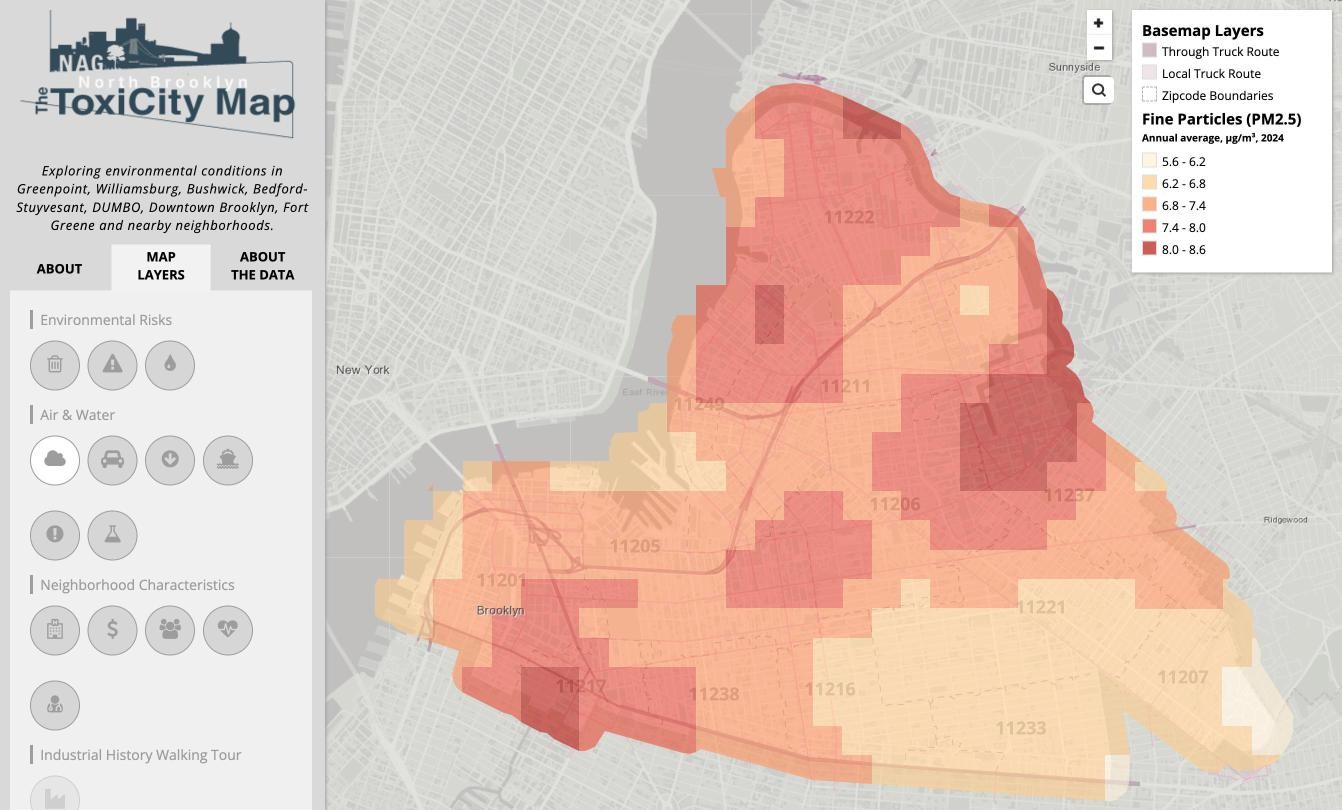 NAG
North Brooklyn
The ToxiCity Map
Exploring environmental conditions in
Greenpoint, Williamsburg, Bushwick, Bedford-
Stuyvesant, DUMBO, Downtown Brooklyn, Fort
Greene and nearby neighborhoods.
ABOUT
MAP
LAYERS
ABOUT
THE DATA
Environmental Risks
Air & Water
Neighborhood Characteristics
Industrial History Walking Tour
+
−
Sunnyside
Basemap Layers
Through Truck Route
Local Truck Route
Zipcode Boundaries
Fine Particles (PM2.5)
Annual average, µg/m³, 2024
5.6 - 6.2
6.2 - 6.8
6.8 - 7.4
7.4 - 8.0
8.0 - 8.6
11222
New York
East River
11211
11249
11237
11206
Ridgewood
11205
11201
Brooklyn
11221
11207
11217
11238
11216
11233